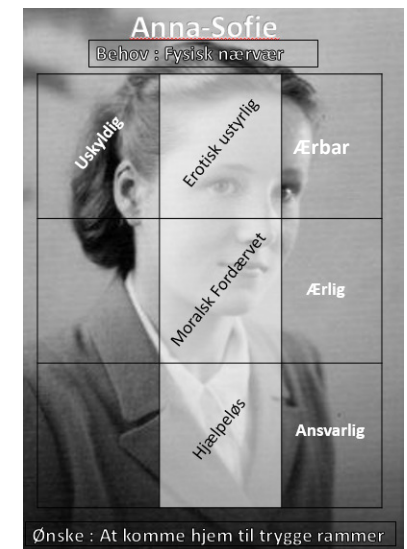 Anna-Sofie
Behov : Fysisk nærvær
Uskyldig
Erotisk ustyrlig
Ærbar
Moralsk Fordærvet
Ærlig
Hjælpeløs
Ansvarlig
Ønske : At komme hjem til trygge rammer